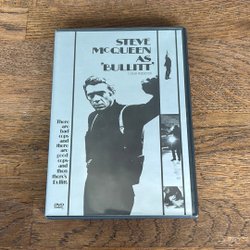 STEVE
McQUEEN
AS
'BULLITT'
There
are
bad
cops
and
there
are
good
cops—
and
then
there's
Bullitt.
DVD